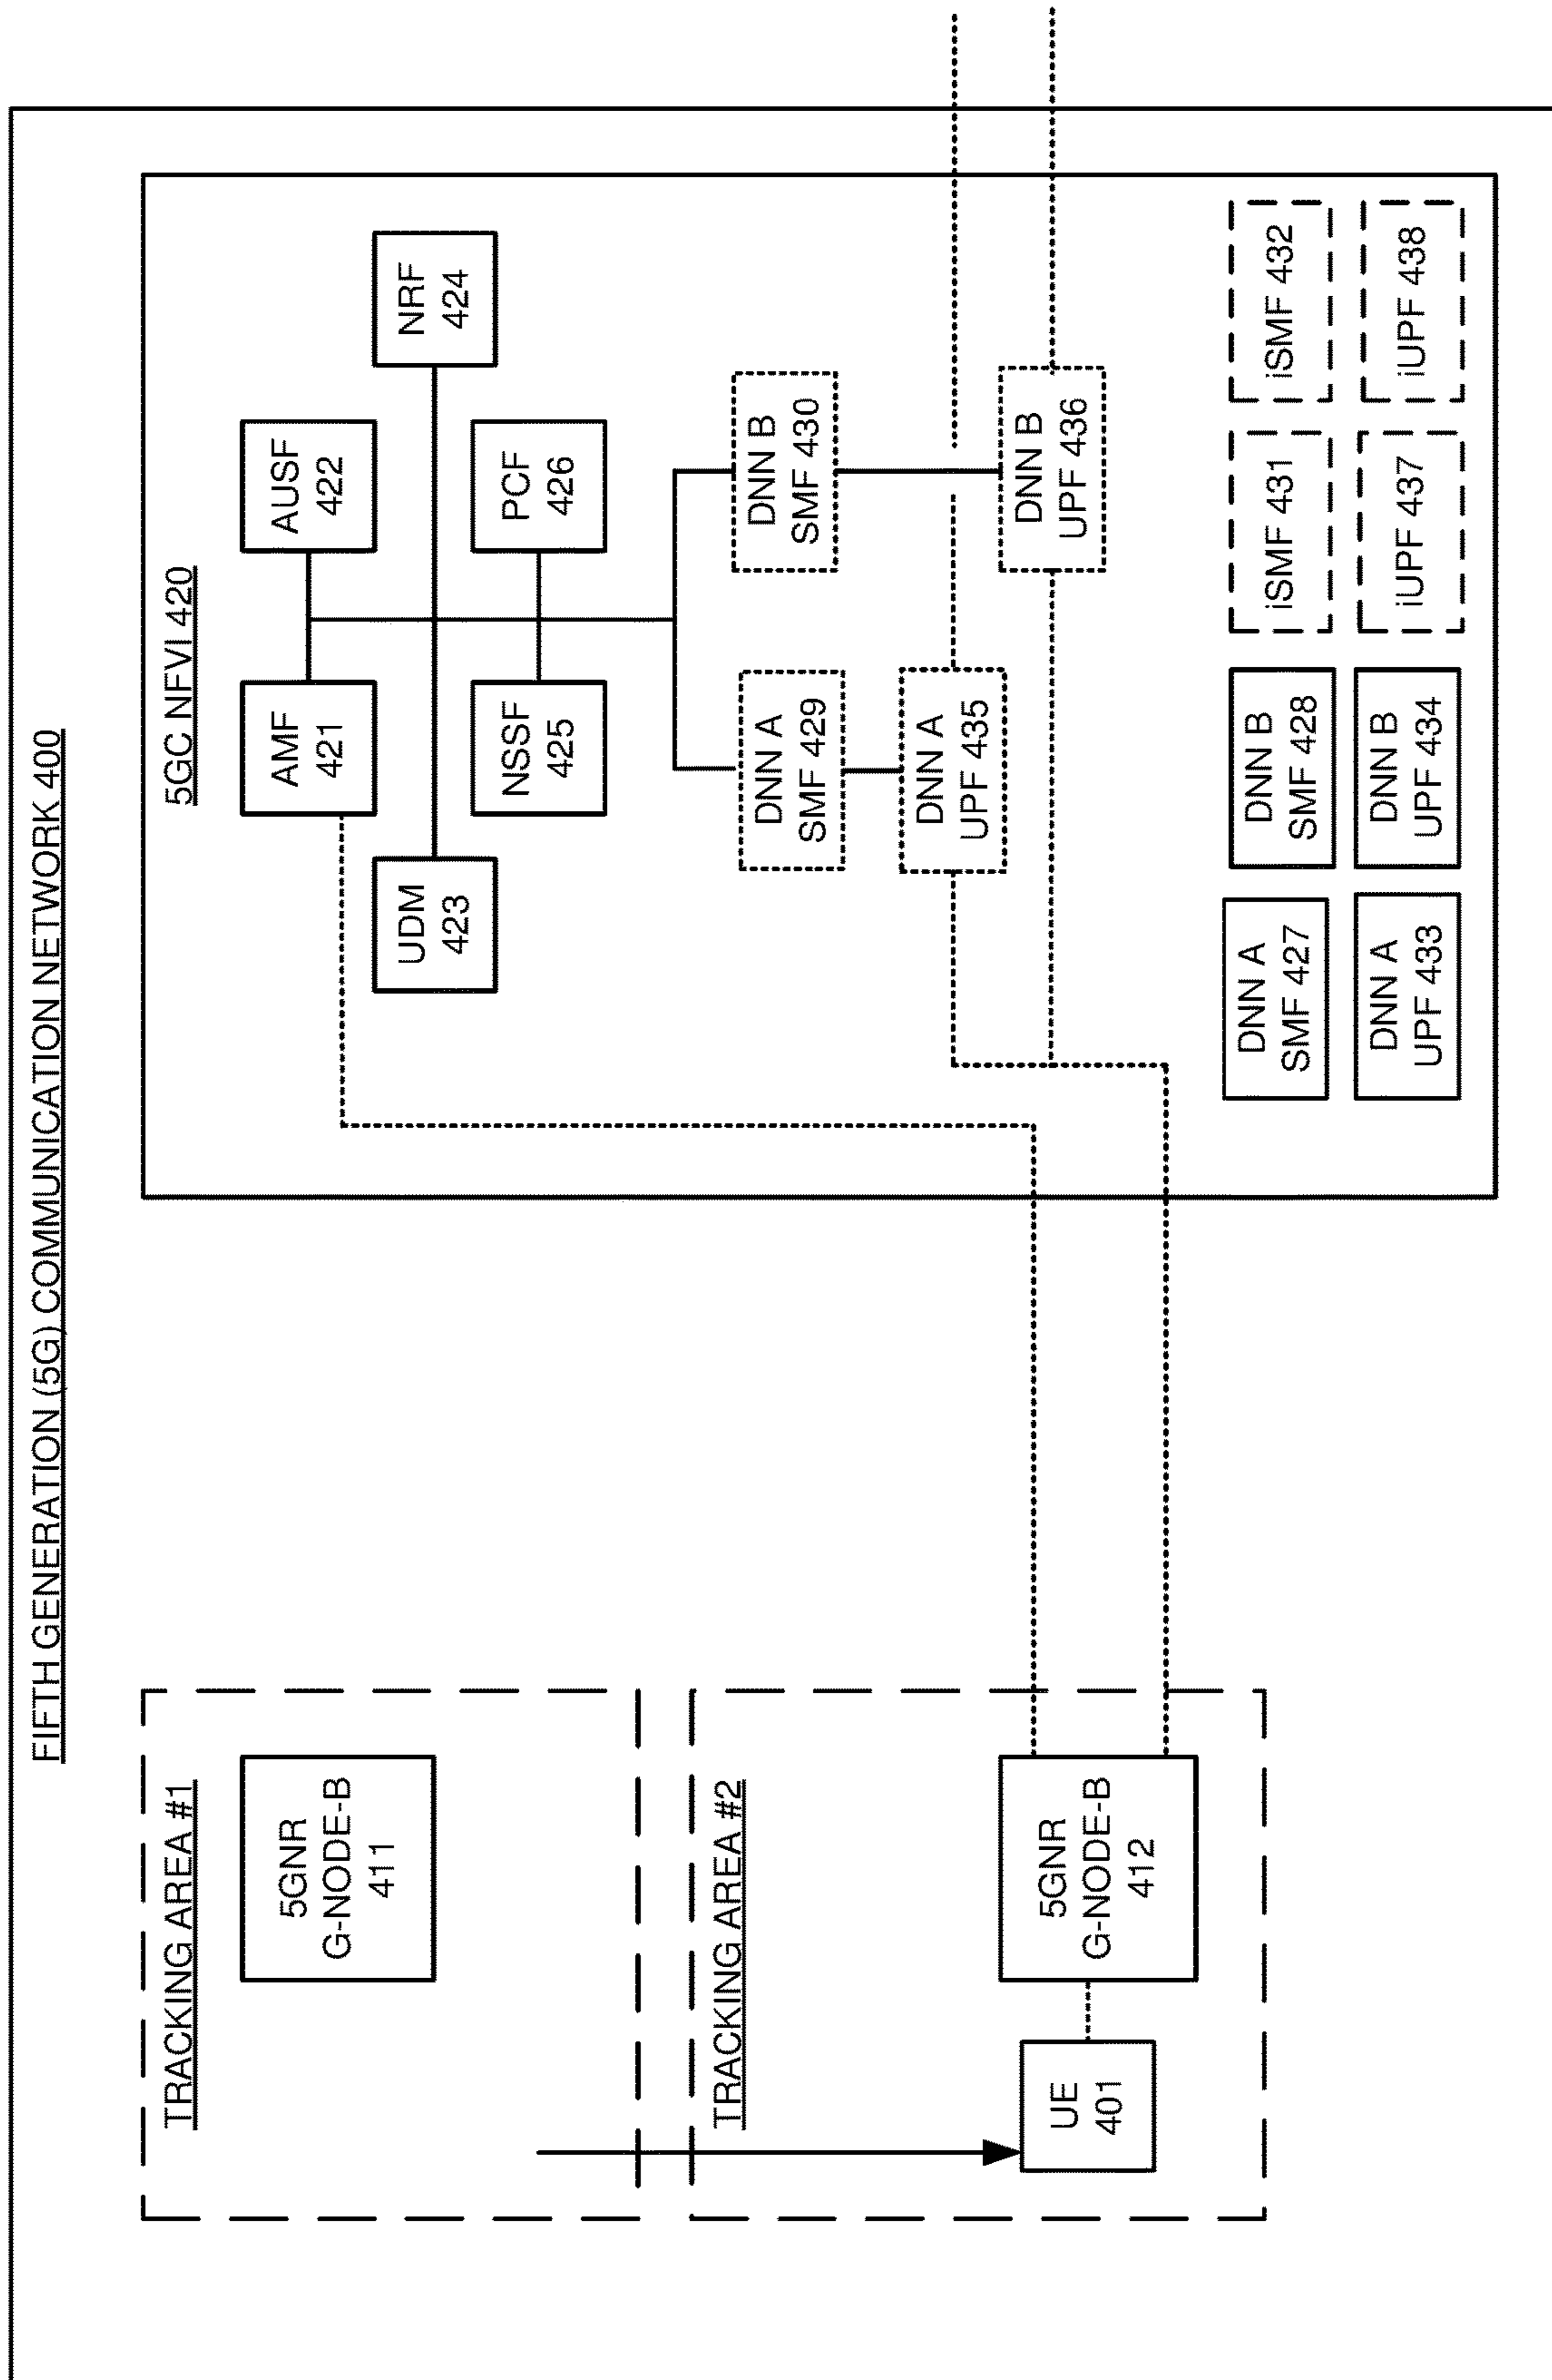 FIFTH GENERATION (5G) COMMUNICATION NETWORK 400
TRACKING AREA #1
5GNR
G-NODE-B
411
TRACKING AREA #2
UE
401
5GNR
G-NODE-B
412
5GC NFVI 420
AMF
421
AUSF
422
UDM
423
NRF
424
NSSF
425
PCF
426
DNN A
SMF 429
DNN B
SMF 430
DNN A
UPF 435
DNN B
UPF 436
DNN A
SMF 427
DNN B
SMF 428
iSMF 431
iSMF 432
DNN A
UPF 433
DNN B
UPF 434
iUPF 437
iUPF 438